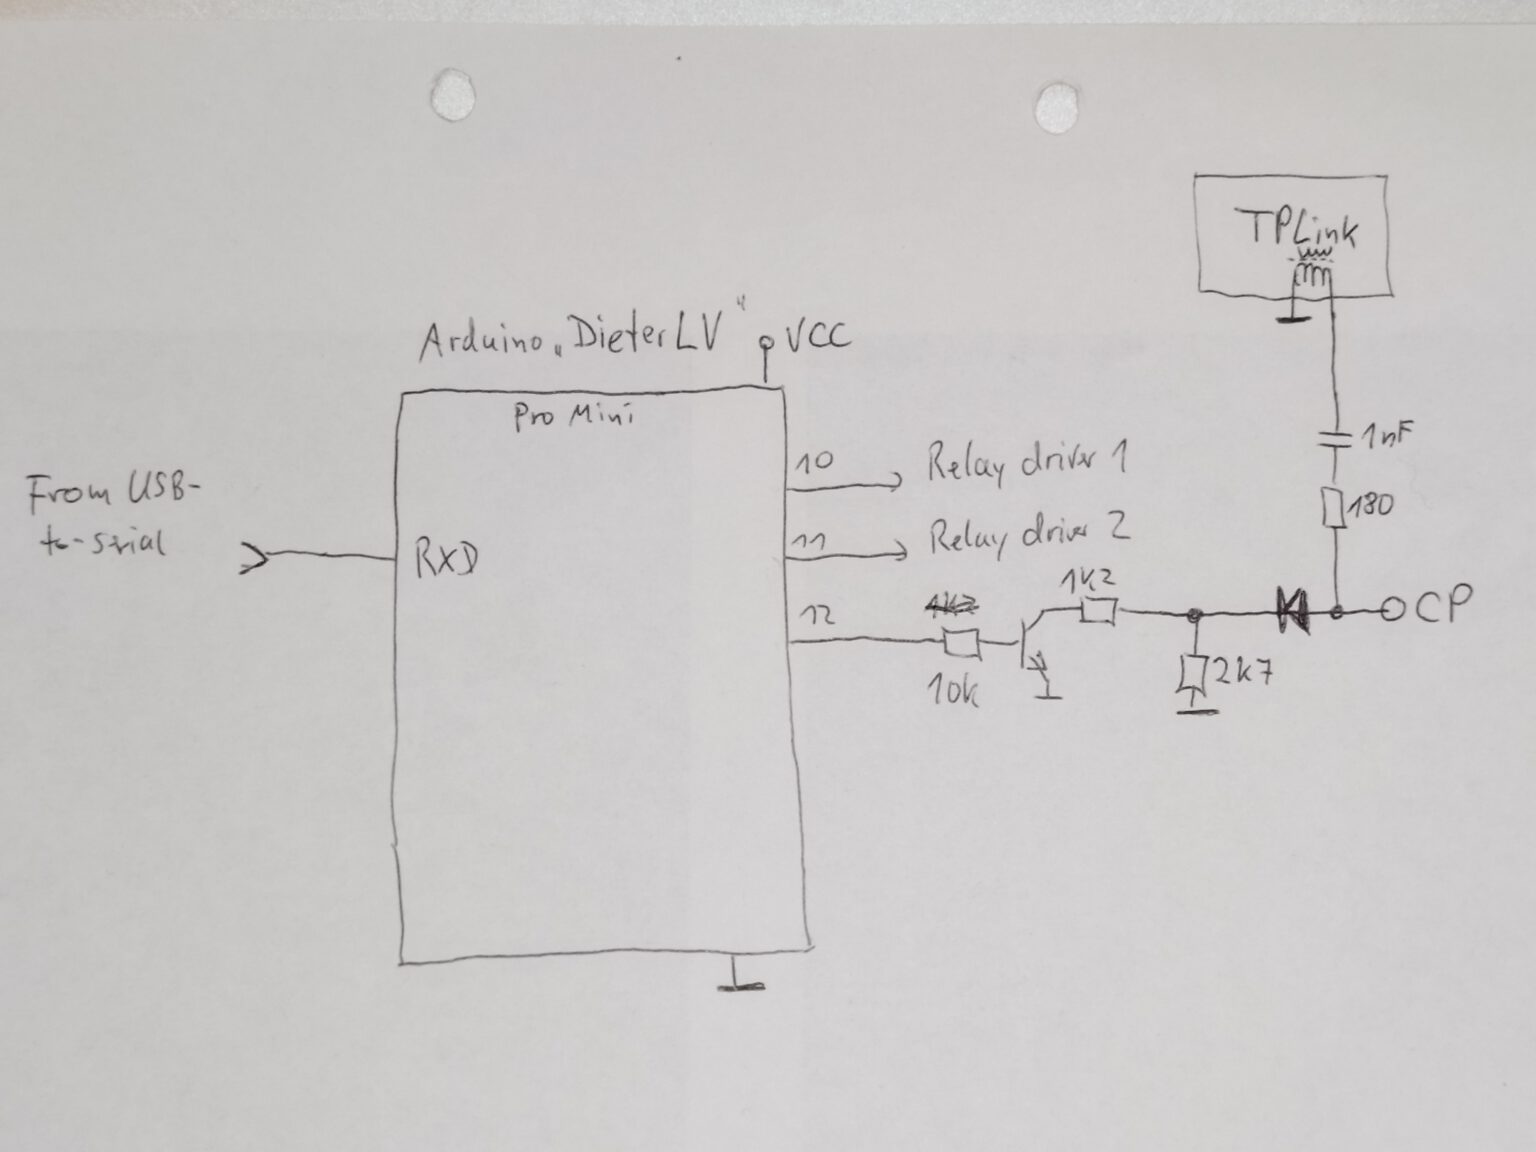 TPLink
Arduino „DieterLV"
VCC
Pro Mini
1nF
10
Relay driver 1
From USB-
to-serial
180
RXD
11
Relay driver 2
1k2
12
CP
2k7
10k